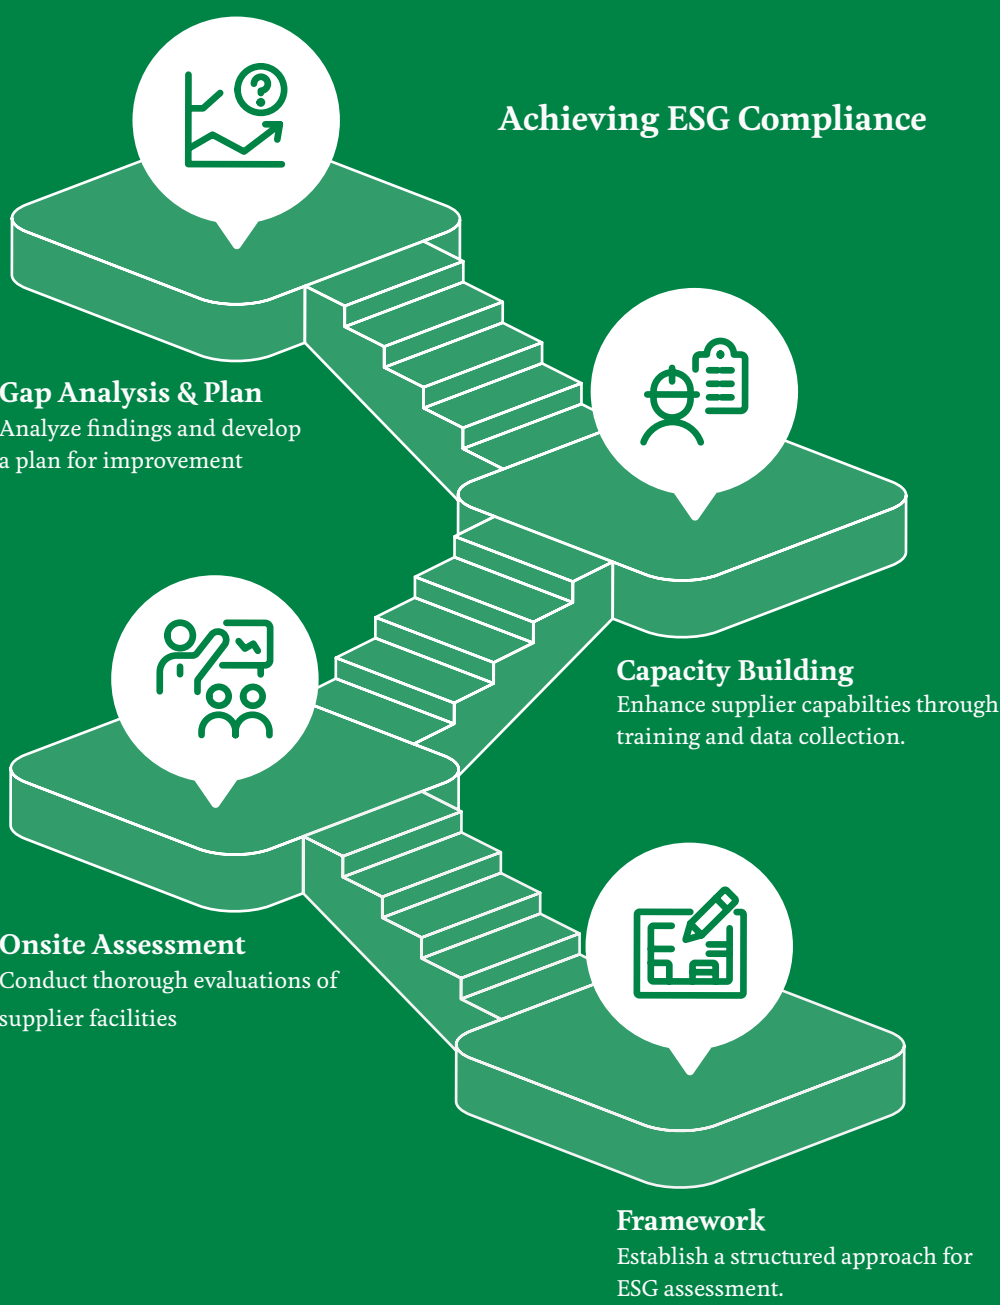 Achieving ESG Compliance
Gap Analysis & Plan
Analyze findings and develop
a plan for improvement
Capacity Building
Enhance supplier capabilties through
training and data collection.
Onsite Assessment
Conduct thorough evaluations of
supplier facilities
Framework
Establish a structured approach for
ESG assessment.